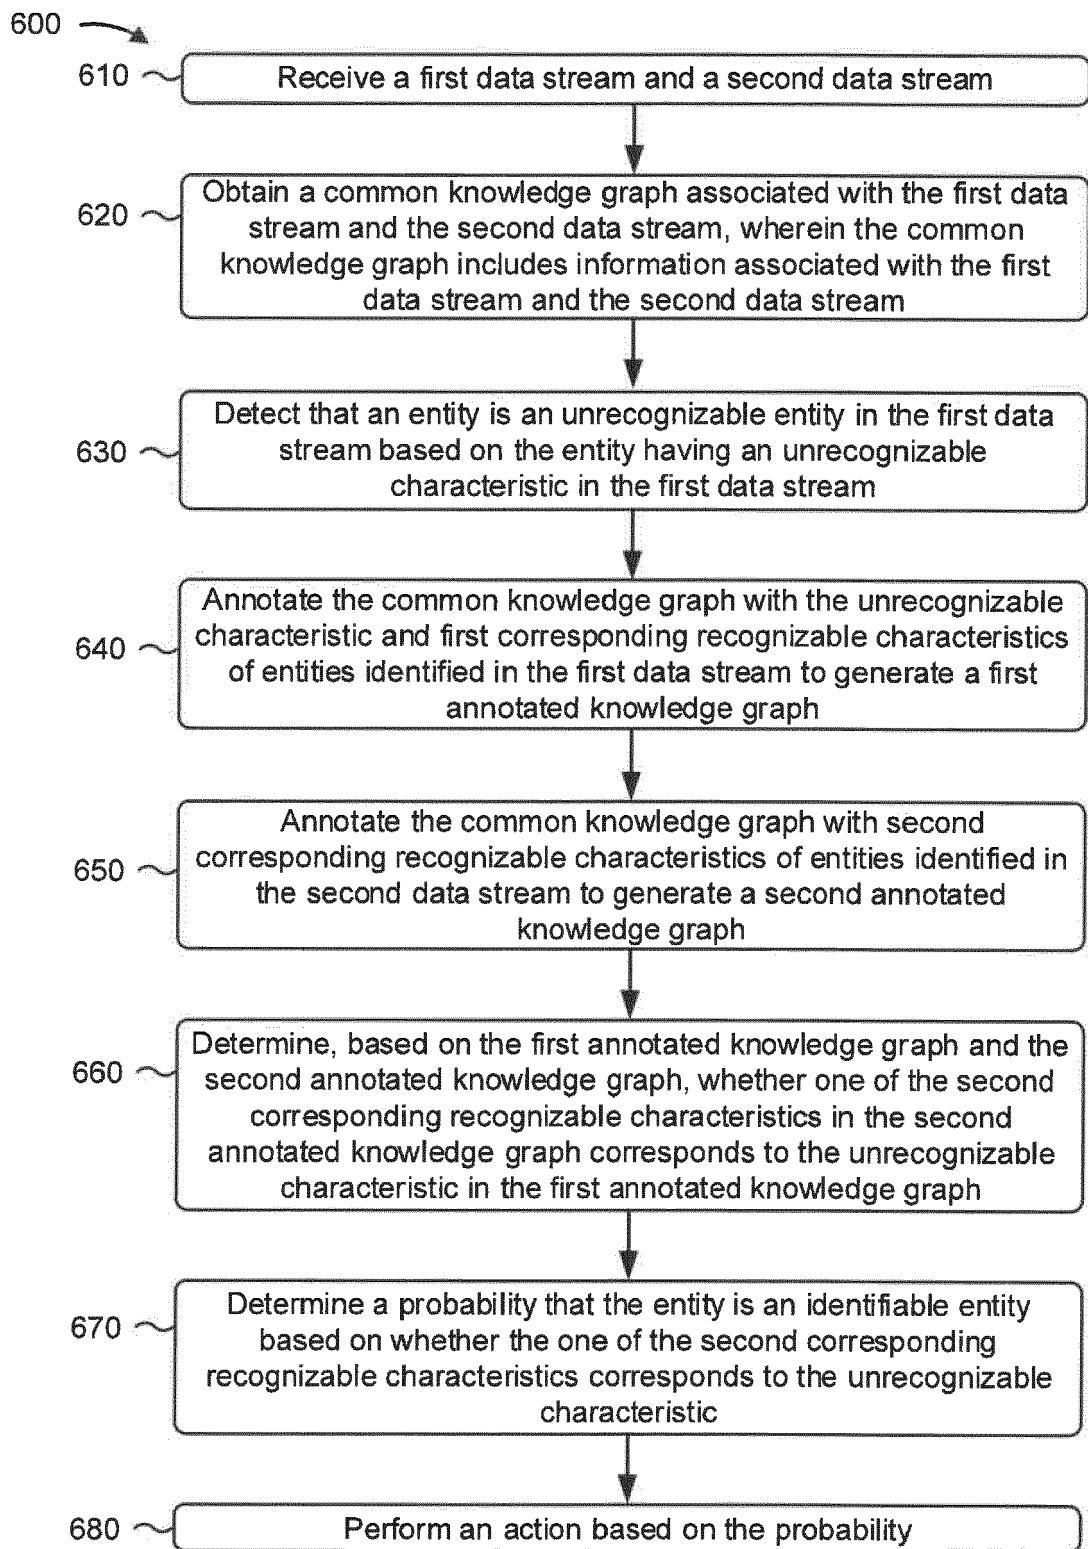 600
610
Receive a first data stream and a second data stream
620
Obtain a common knowledge graph associated with the first data
stream and the second data stream, wherein the common
knowledge graph includes information associated with the first
data stream and the second data stream
630
Detect that an entity is an unrecognizable entity in the first data
stream based on the entity having an unrecognizable
characteristic in the first data stream
640
Annotate the common knowledge graph with the unrecognizable
characteristic and first corresponding recognizable characteristics
of entities identified in the first data stream to generate a first
annotated knowledge graph
650
Annotate the common knowledge graph with second
corresponding recognizable characteristics of entities identified in
the second data stream to generate a second annotated
knowledge graph
660
Determine, based on the first annotated knowledge graph and the
second annotated knowledge graph, whether one of the second
corresponding recognizable characteristics in the second
annotated knowledge graph corresponds to the unrecognizable
characteristic in the first annotated knowledge graph
670
Determine a probability that the entity is an identifiable entity
based on whether the one of the second corresponding
recognizable characteristics corresponds to the unrecognizable
characteristic
680
Perform an action based on the probability